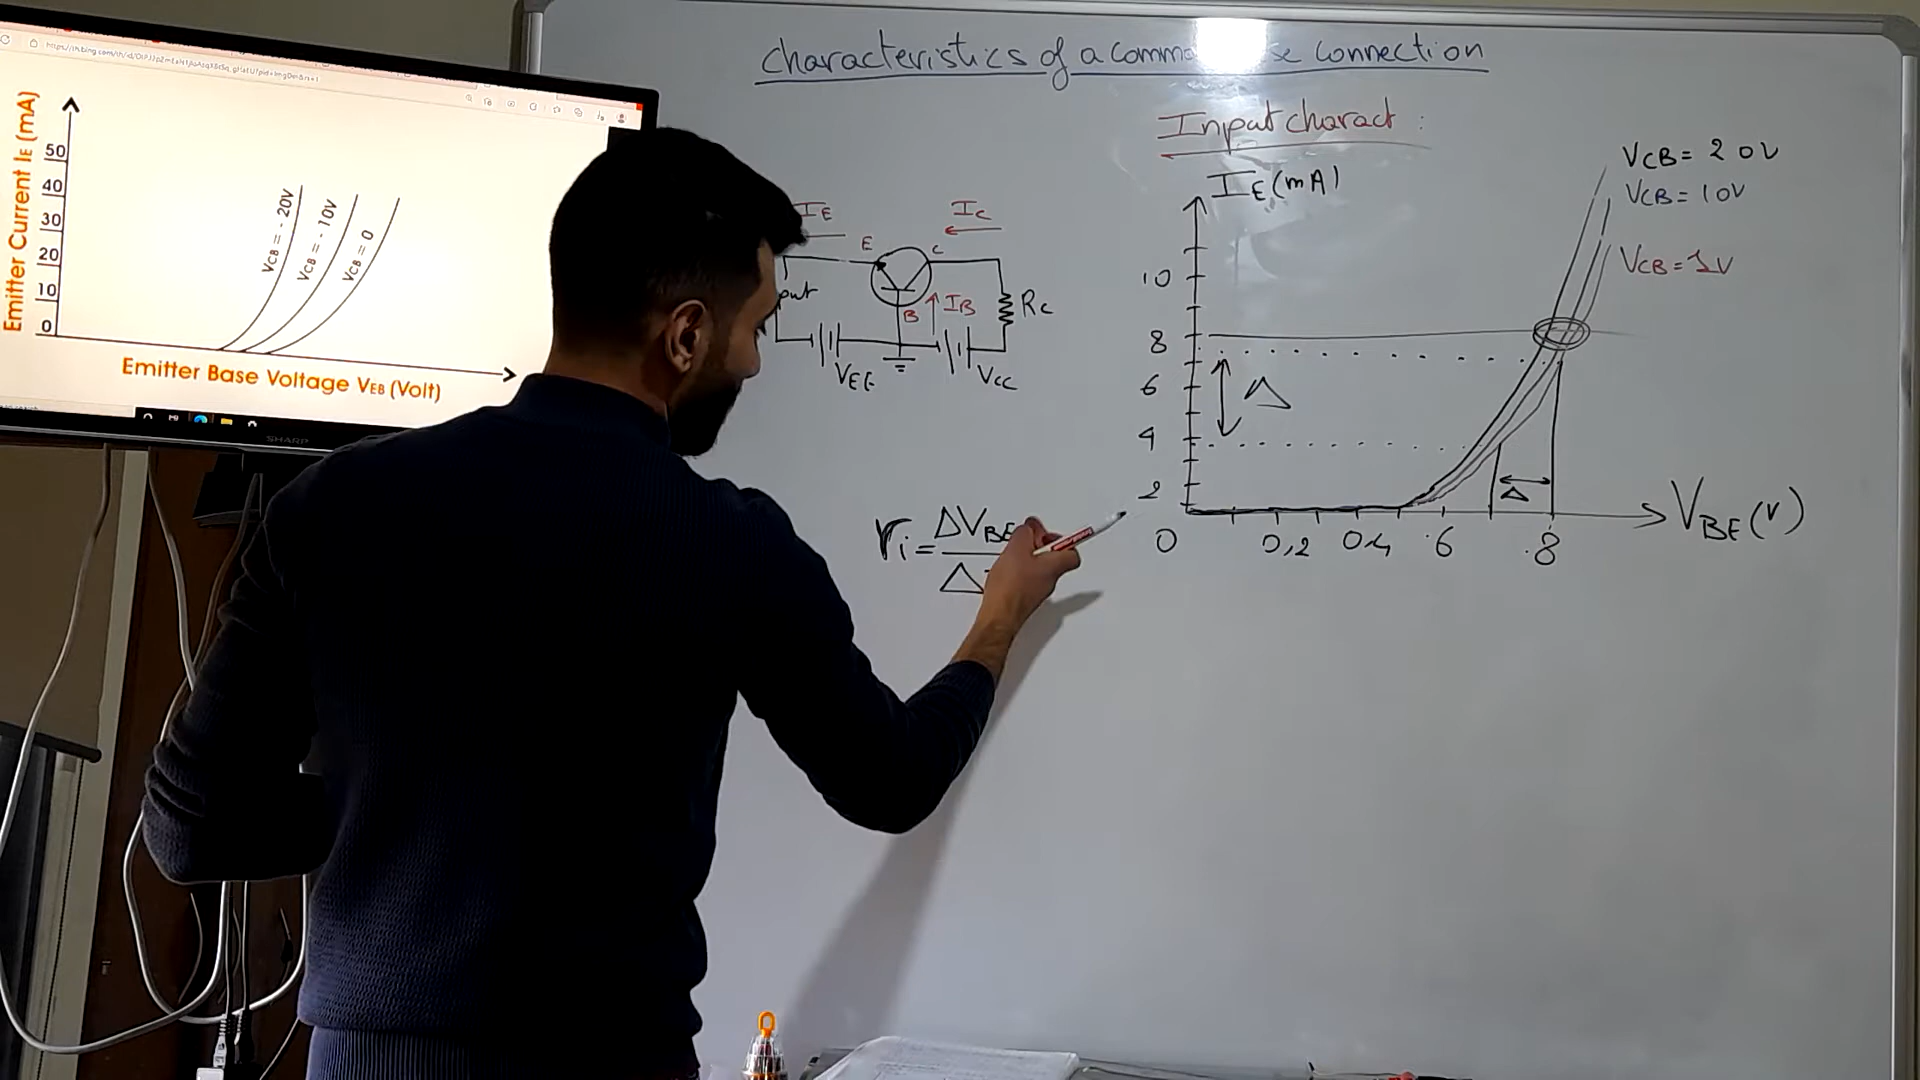 Emitter Current IE (mA)
50
40
30
20
10
0
VCB = - 20V
VCB = - 10V
VCB = 0
Emitter Base Voltage VEB (Volt)
SHARP
characteristics of a comm se connection
Input charact :
IE (mA)
VCB = 20V
VCB = 10V
VCB = 1V
10
8
6
4
2
0
0,2
0.4
.6
.8
VBE (V)
Δ
Δ
IE
IC
E
C
B
IB
RC
put
VEE
VCC
ri = ΔVBE
Δ